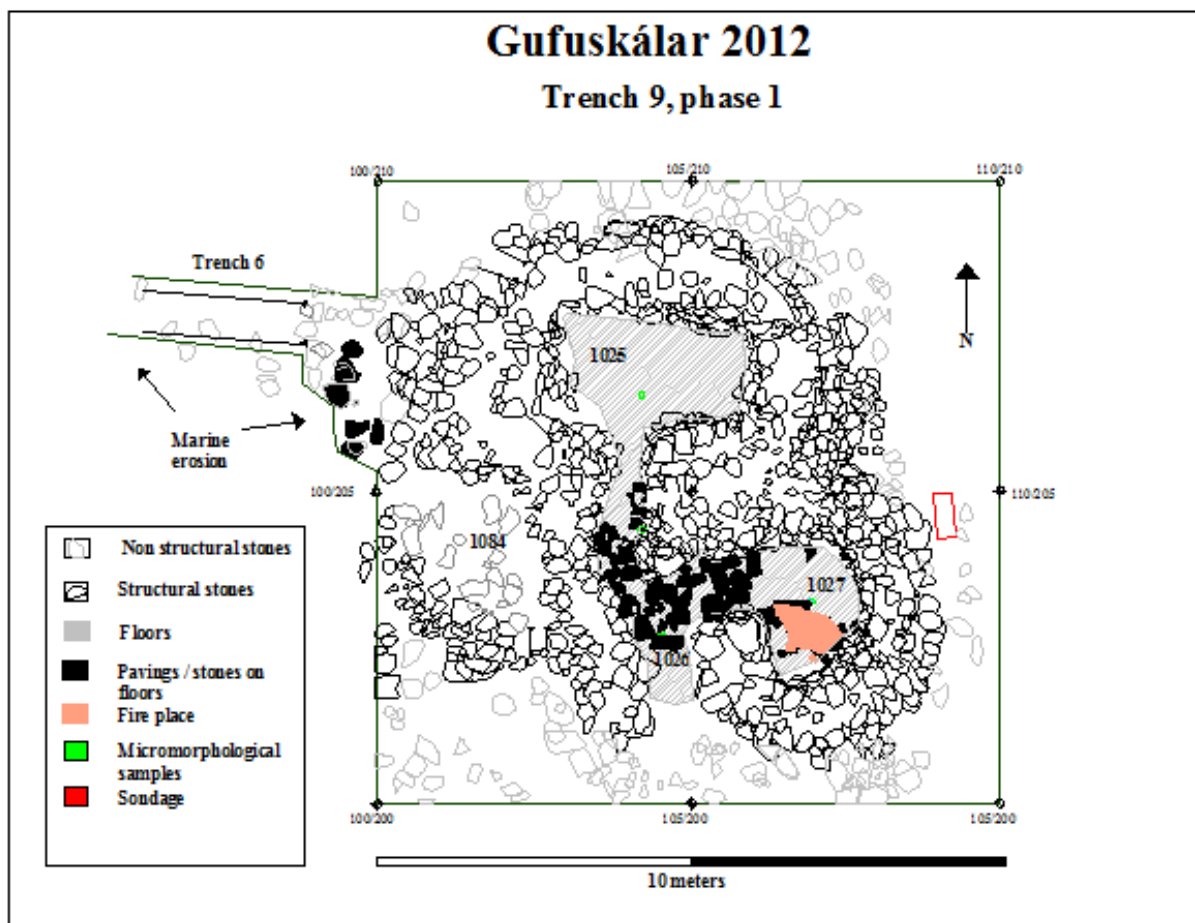 Gufuskálar 2012
Trench 9, phase 1
100/210
105/210
110/210
Trench 6
N
1025
Marine
erosion
100/205
110/205
1084
1027
1026
Non structural stones
Structural stones
Floors
Pavings / stones on
floors
Fire place
Micromorphological
samples
Sondage
100/200
105/200
105/200
10 meters